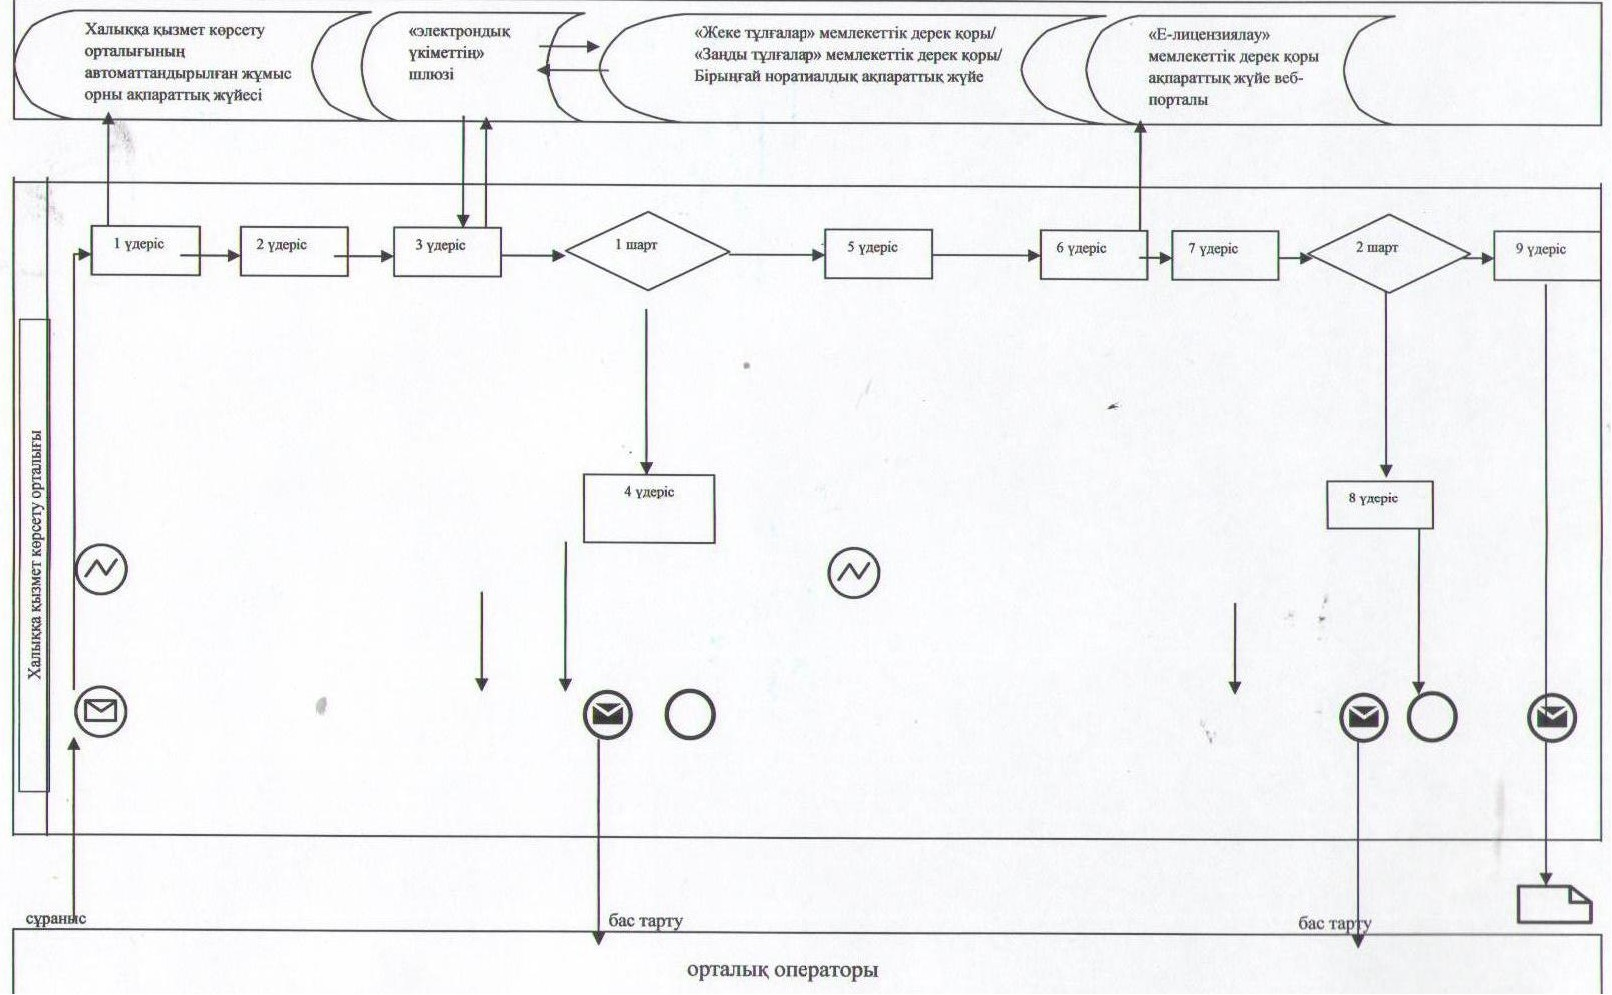 Халыққа қызмет көрсету
орталығының
автоматтандырылған жұмыс
орны ақпараттық жүйесі
«электрондық
үкіметтің»
шлюзі
«Жеке тұлғалар» мемлекеттік дерек қоры/
«Заңды тұлғалар» мемлекеттік дерек қоры/
Бірыңғай норатиалдық ақпараттық жүйе
«Е-лицензиялау»
мемлекеттік дерек қоры
ақпараттық жүйе веб-
порталы
1 үдеріс
2 үдеріс
3 үдеріс
1 шарт
5 үдеріс
6 үдеріс
7 үдеріс
2 шарт
9 үдеріс
4 үдеріс
8 үдеріс
Халыққа қызмет көрсету орталығы
сұраныс
бас тарту
бас тарту
орталық операторы